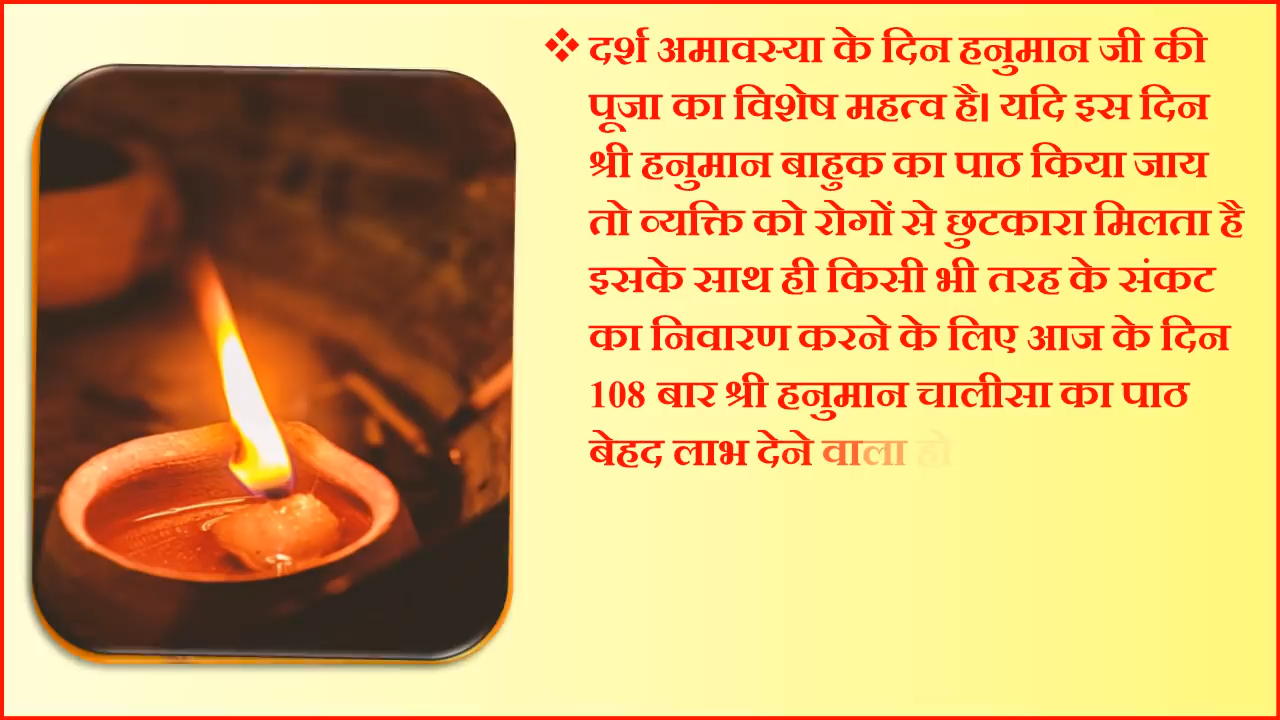 ❖ दर्श अमावस्या के दिन हनुमान जी की
पूजा का विशेष महत्व है। यदि इस दिन
श्री हनुमान बाहुक का पाठ किया जाय
तो व्यक्ति को रोगों से छुटकारा मिलता है
इसके साथ ही किसी भी तरह के संकट
का निवारण करने के लिए आज के दिन
108 बार श्री हनुमान चालीसा का पाठ
बेहद लाभ देने वाला